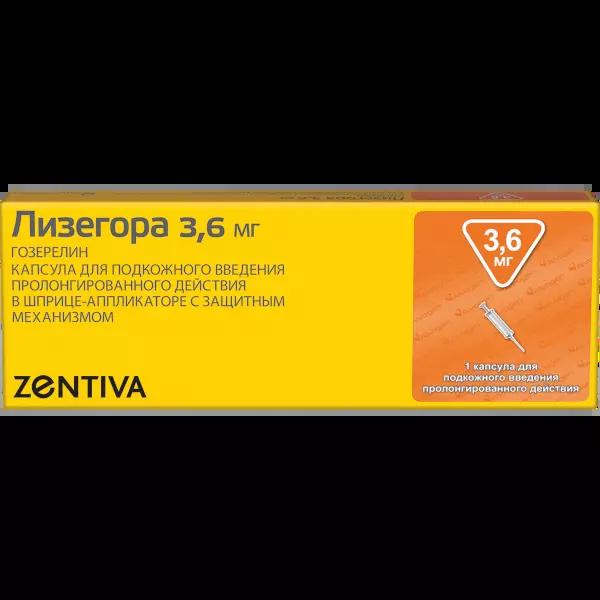 Лизегора 3,6 мг
ГОЗЕРЕЛИН
КАПСУЛА ДЛЯ ПОДКОЖНОГО ВВЕДЕНИЯ
ПРОЛОНГИРОВАННОГО ДЕЙСТВИЯ
В ШПРИЦЕ-АППЛИКАТОРЕ С ЗАЩИТНЫМ
МЕХАНИЗМОМ
ZENTIVA
3,6
МГ
1 капсула для
подкожного введения
пролонгированного действия